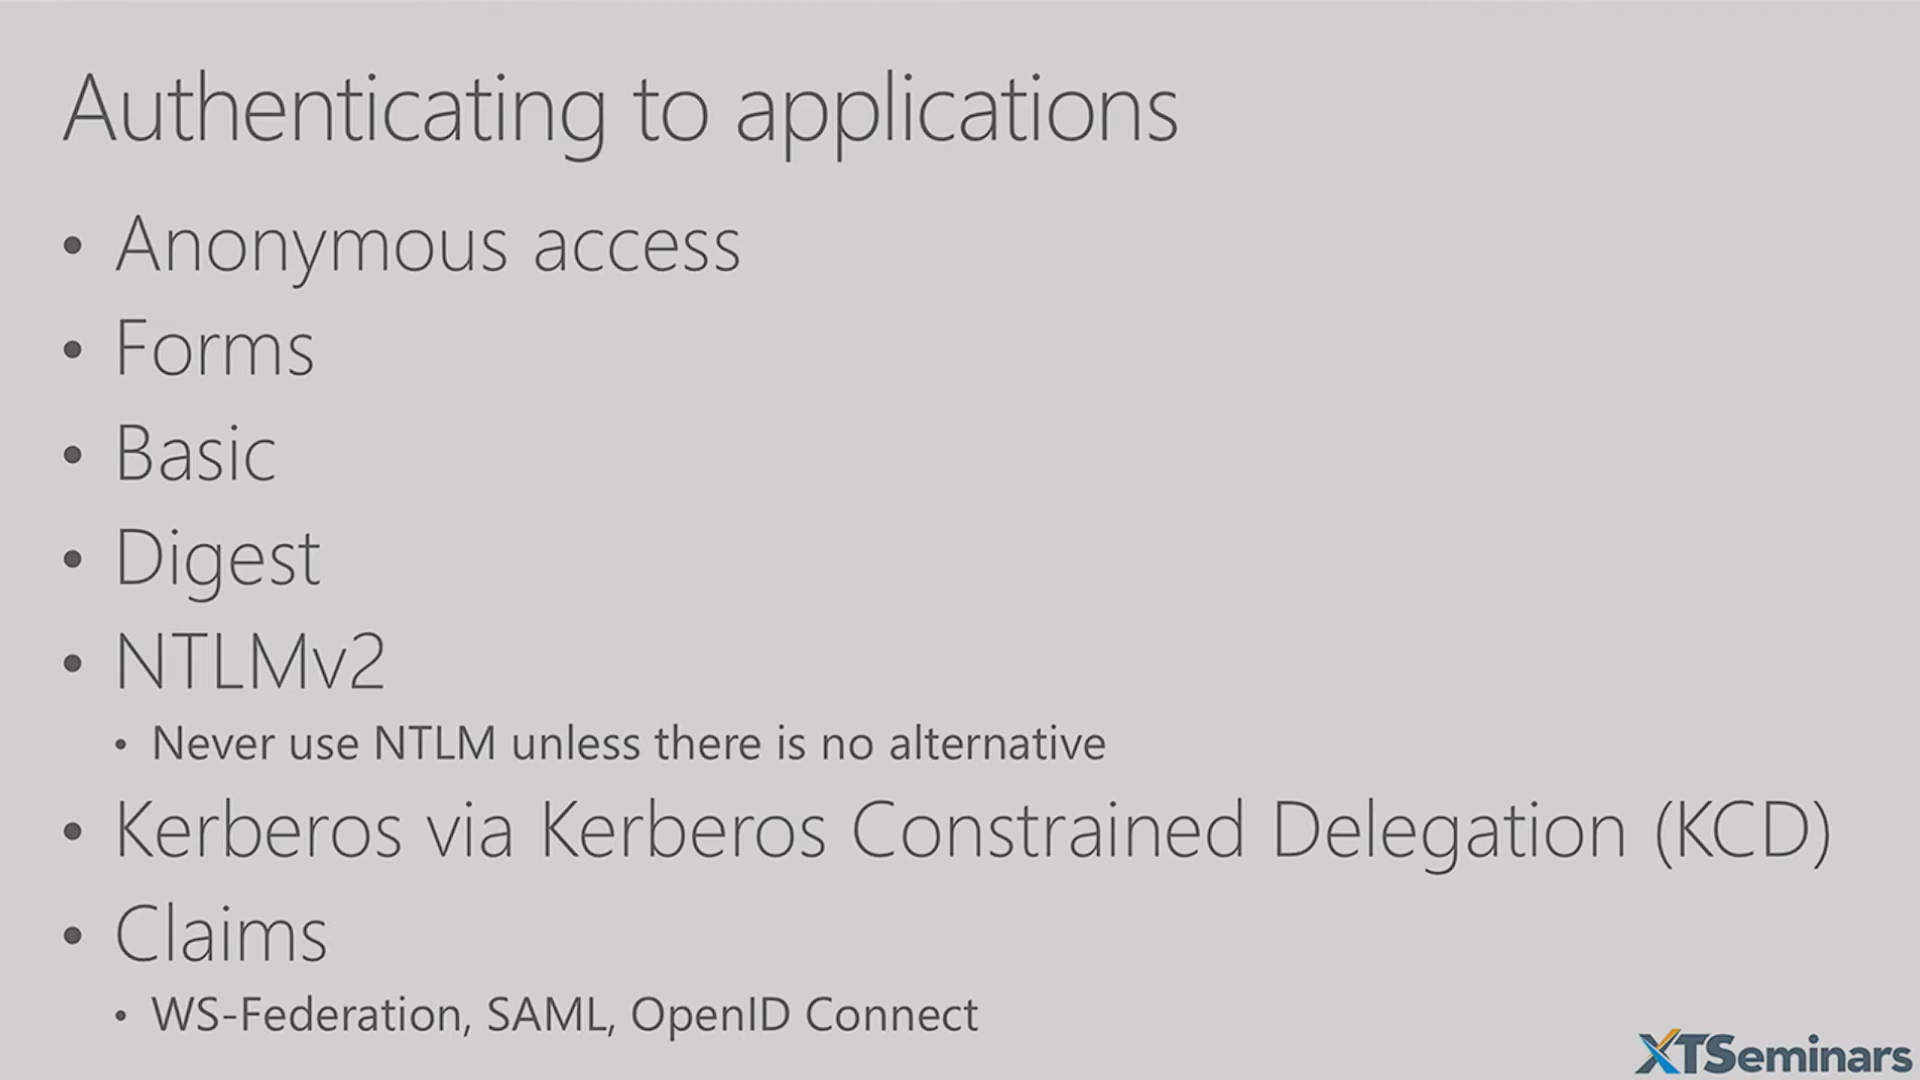 Authenticating to applications
• Anonymous access
• Forms
• Basic
• Digest
• NTLMv2
• Never use NTLM unless there is no alternative
• Kerberos via Kerberos Constrained Delegation (KCD)
• Claims
• WS-Federation, SAML, OpenID Connect
XTSeminars